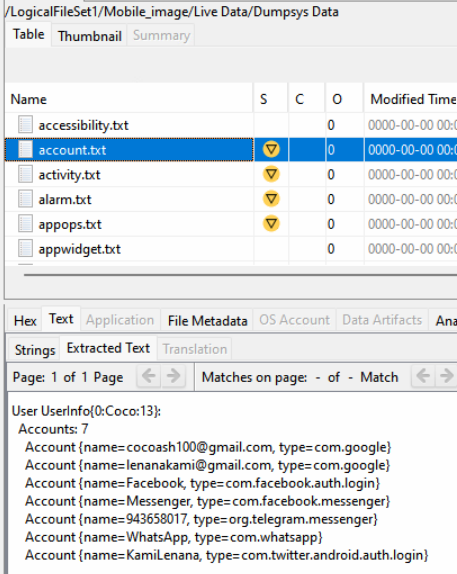 /LogicalFileSet1/Mobile_image/Live Data/Dumpsys Data
Table Thumbnail Summary
Name S C O Modified Time
accessibility.txt 0 0000-00-00 00:0
account.txt 0 0000-00-00 00:0
activity.txt 0 0000-00-00 00:0
alarm.txt 0 0000-00-00 00:0
appops.txt 0 0000-00-00 00:0
appwidget.txt 0 0000-00-00 00:0
Hex Text Application File Metadata OS Account Data Artifacts Ana
Strings Extracted Text Translation
Page: 1 of 1 Page Matches on page: - of - Match
User UserInfo{0:Coco:13}:
Accounts: 7
Account {name=cocoash100@gmail.com, type=com.google}
Account {name=lenanakami@gmail.com, type=com.google}
Account {name=Facebook, type=com.facebook.auth.login}
Account {name=Messenger, type=com.facebook.messenger}
Account {name=943658017, type=org.telegram.messenger}
Account {name=WhatsApp, type=com.whatsapp}
Account {name=KamiLenana, type=com.twitter.android.auth.login}